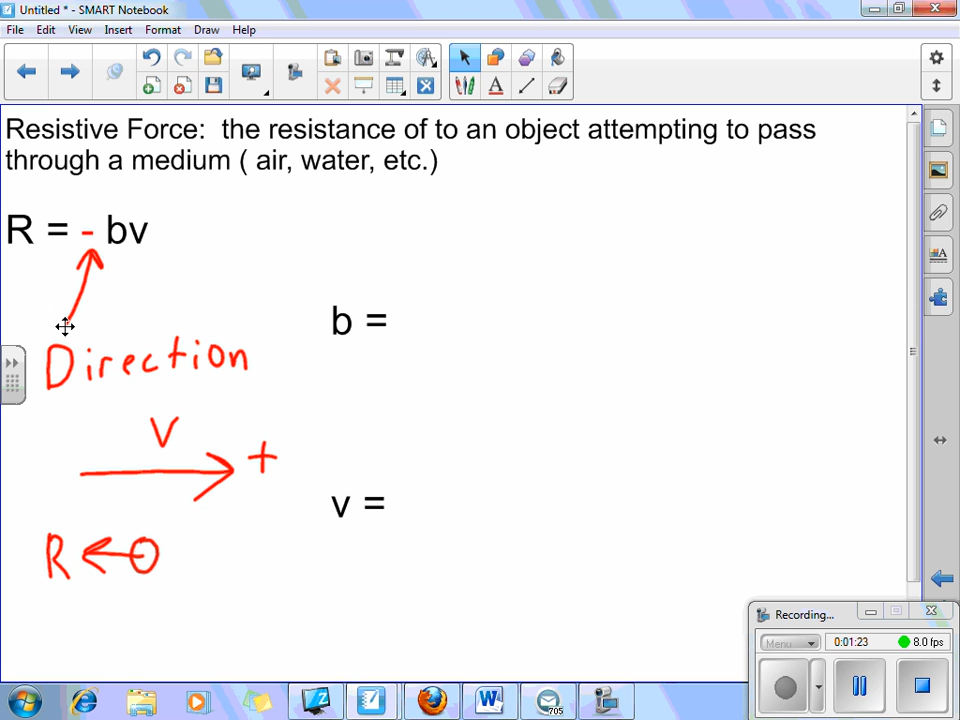 Untitled * - SMART Notebook
File Edit View Insert Format Draw Help
Resistive Force: the resistance of to an object attempting to pass
through a medium ( air, water, etc.)
R = - bv
b =
Direction
V
+
v =
R
Recording...
Menu
0:01:23
8.0 fps
705